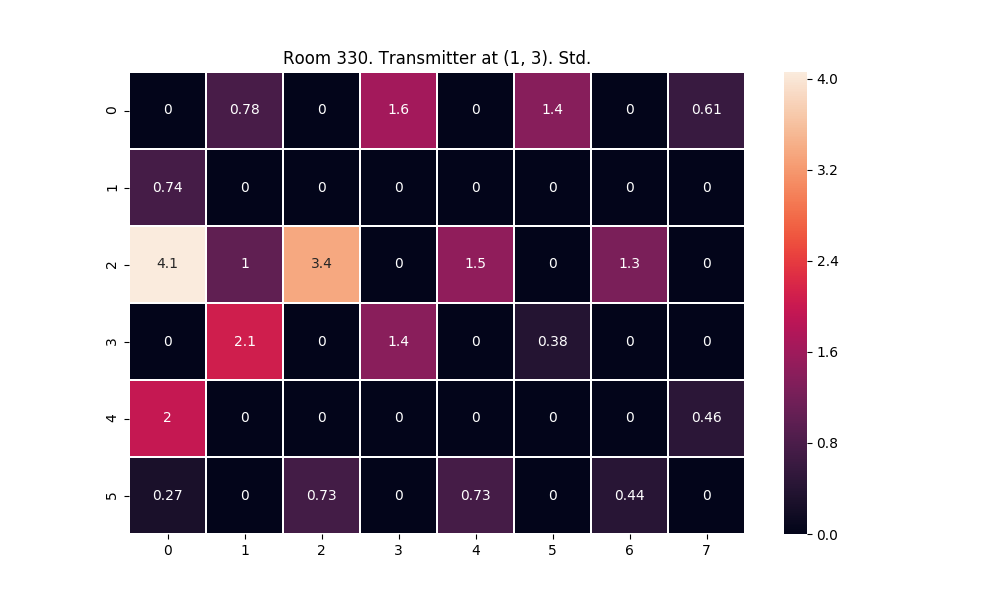 Room 330. Transmitter at (1, 3). Std.
0 0 0.78 0 1.6 0 1.4 0 0.61
1 0.74 0 0 0 0 0 0 0
2 4.1 1 3.4 0 1.5 0 1.3 0
3 0 2.1 0 1.4 0 0.38 0 0
4 2 0 0 0 0 0 0 0.46
5 0.27 0 0.73 0 0.73 0 0.44 0
0 1 2 3 4 5 6 7
4.0
3.2
2.4
1.6
0.8
0.0